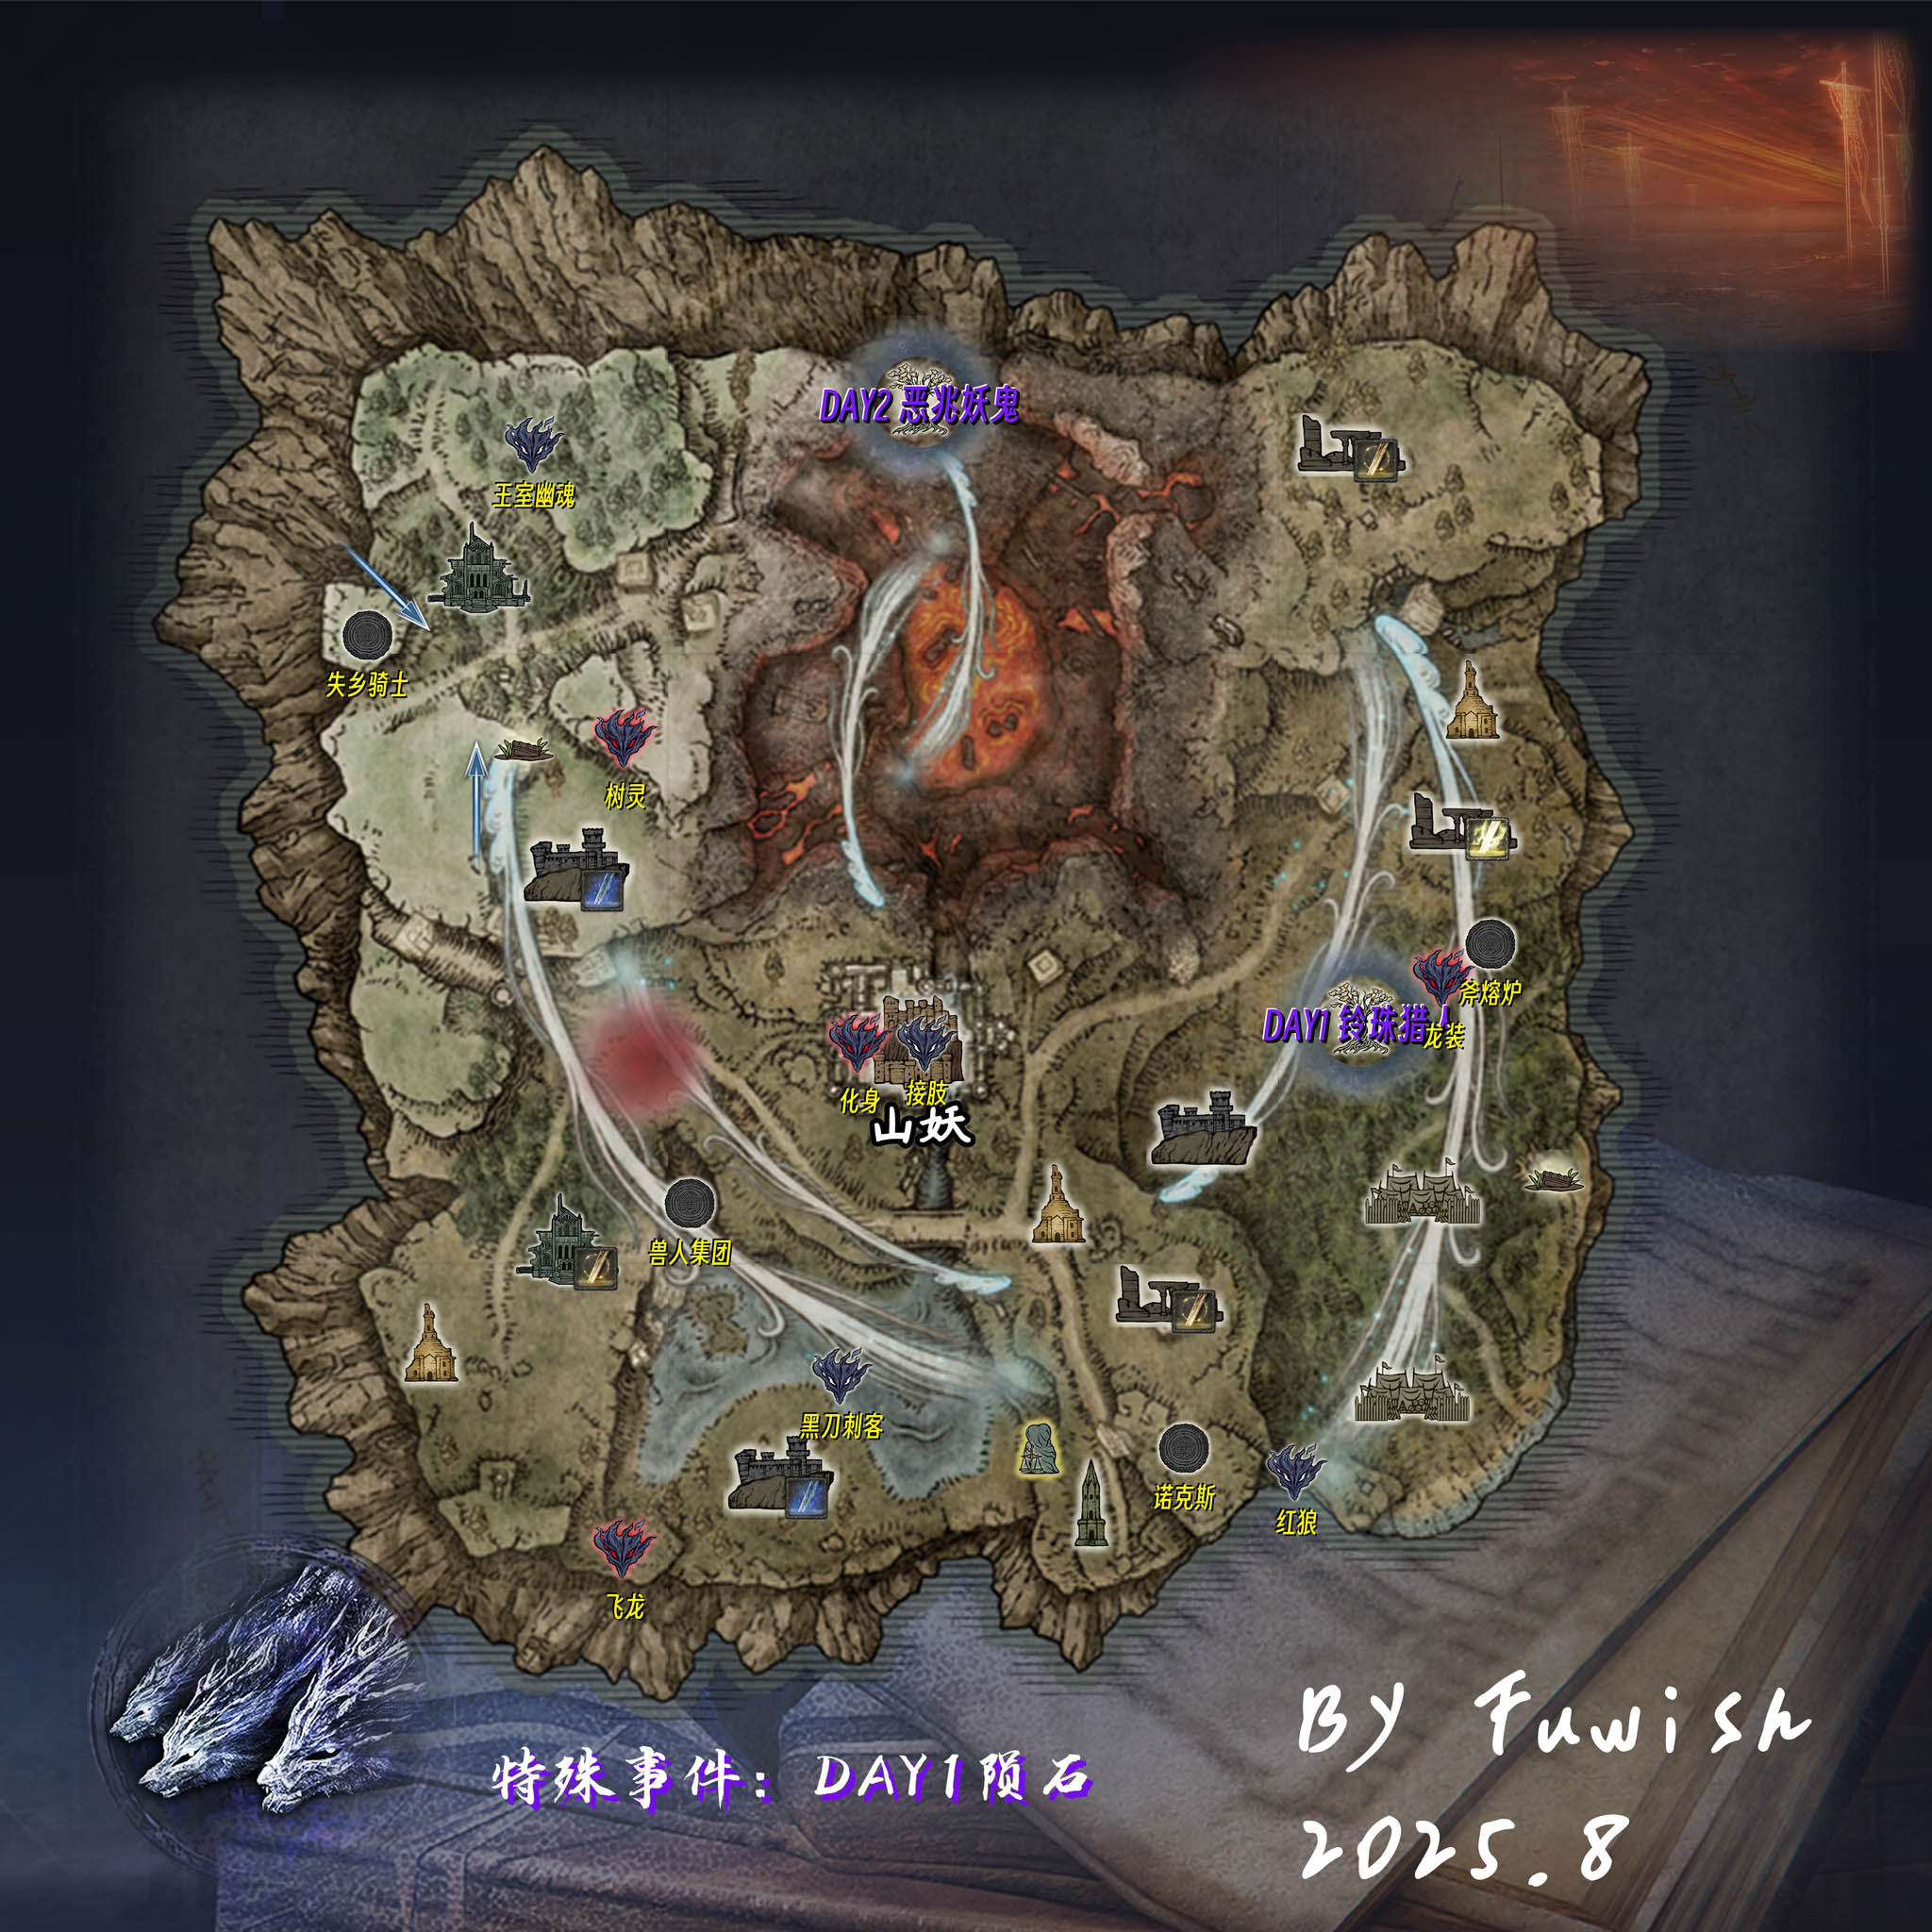 DAY2 恶兆妖鬼
王室幽魂
失乡骑士
树灵
斧熔炉
DAY1 铃珠猎人
龙装
化身
接肢
山妖
兽人集团
黑刀刺客
诺克斯
红狼
飞龙
特殊事件：DAY1陨石
By Fuwish
2025.8